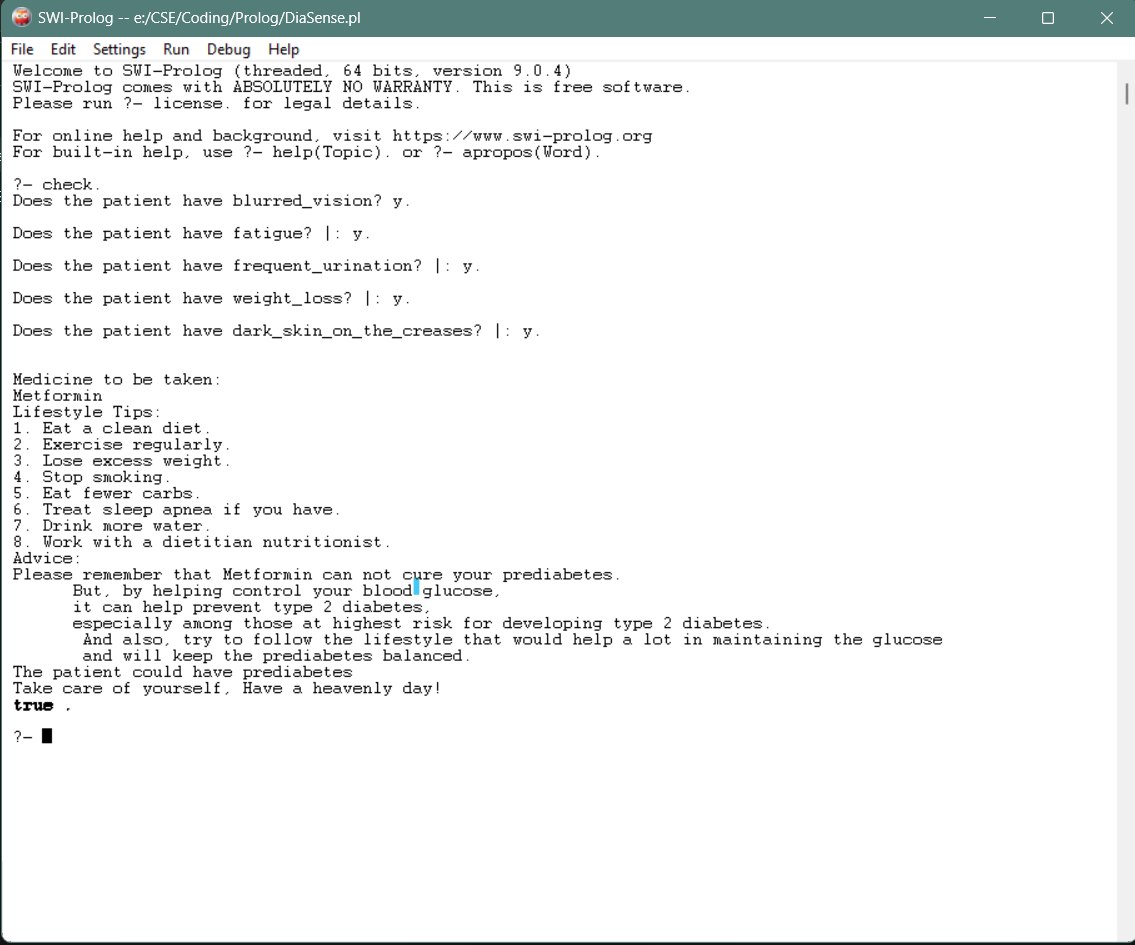 SWI-Prolog -- e:/CSE/Coding/Prolog/DiaSense.pl
File Edit Settings Run Debug Help
Welcome to SWI-Prolog (threaded, 64 bits, version 9.0.4)
SWI-Prolog comes with ABSOLUTELY NO WARRANTY. This is free software.
Please run ?- license. for legal details.
For online help and background, visit https://www.swi-prolog.org
For built-in help, use ?- help(Topic). or ?- apropos(Word).
?- check.
Does the patient have blurred_vision? y.
Does the patient have fatigue? |: y.
Does the patient have frequent_urination? |: y.
Does the patient have weight_loss? |: y.
Does the patient have dark_skin_on_the_creases? |: y.
Medicine to be taken:
Metformin
Lifestyle Tips:
1. Eat a clean diet.
2. Exercise regularly.
3. Lose excess weight.
4. Stop smoking.
5. Eat fewer carbs.
6. Treat sleep apnea if you have.
7. Drink more water.
8. Work with a dietitian nutritionist.
Advice:
Please remember that Metformin can not cure your prediabetes.
But, by helping control your blood glucose,
it can help prevent type 2 diabetes,
especially among those at highest risk for developing type 2 diabetes.
And also, try to follow the lifestyle that would help a lot in maintaining the glucose
and will keep the prediabetes balanced.
The patient could have prediabetes
Take care of yourself, Have a heavenly day!
true .
?-